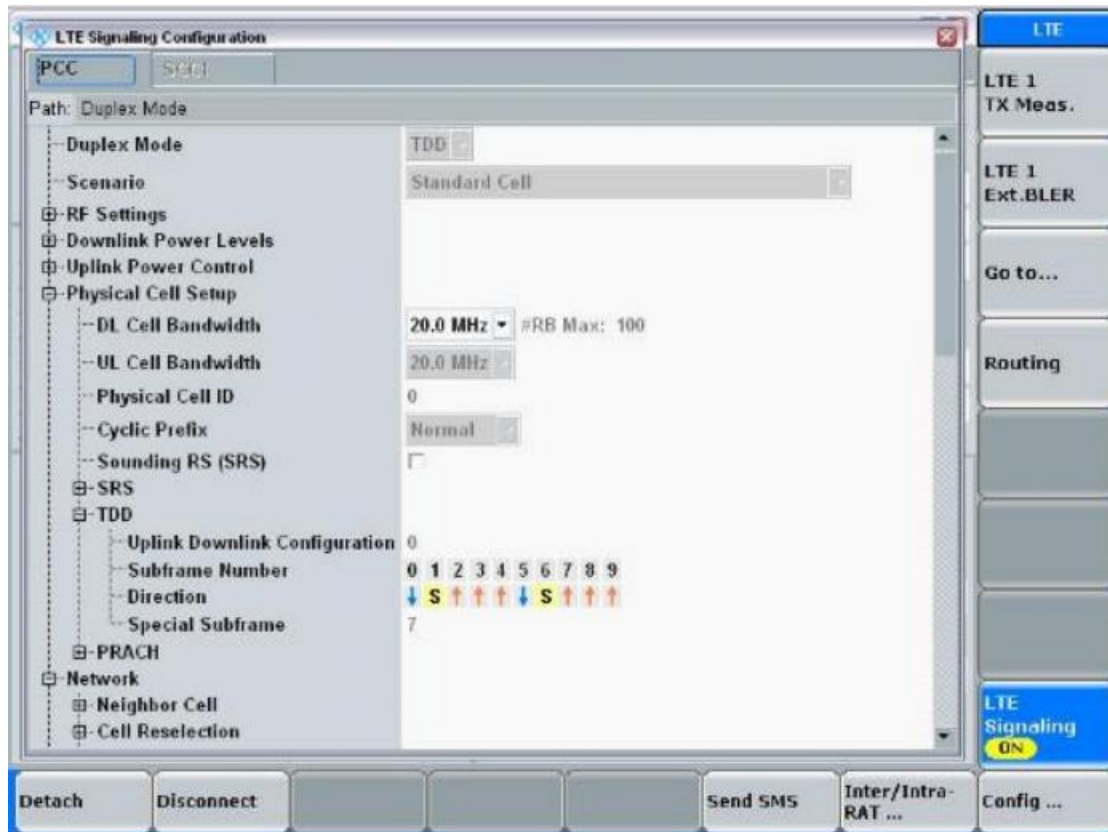 LTE Signaling Configuration
LTE
PCC
Path: Duplex Mode
LTE 1
TX Meas.
Duplex Mode TDD
Scenario Standard Cell
LTE 1
Ext.BLER
RF Settings
Downlink Power Levels
Uplink Power Control
Go to...
Physical Cell Setup
DL Cell Bandwidth 20.0 MHz #RB Max: 100
UL Cell Bandwidth 20.0 MHz
Routing
Physical Cell ID 0
Cyclic Prefix Normal
Sounding RS (SRS)
SRS
TDD
Uplink Downlink Configuration 0
Subframe Number 0 1 2 3 4 5 6 7 8 9
Direction ↓ S ↑ ↑ ↑ ↓ S ↑ ↑ ↑
Special Subframe 7
PRACH
Network
Neighbor Cell
Cell Reselection
LTE
Signaling
ON
Detach Disconnect Send SMS Inter/Intra-
RAT ... Config ...